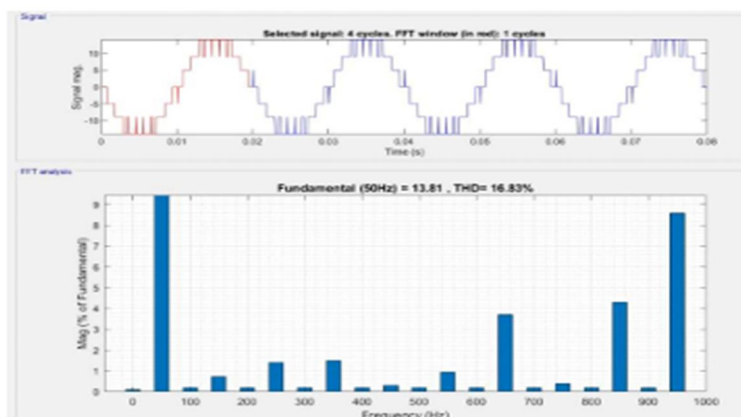 Signal
Selected signal: 4 cycles. FFT window (in red): 1 cycles
10
5
0
-5
-10
Signal mag.
0 0.01 0.02 0.03 0.04 0.05 0.06 0.07 0.08
Time (s)
FFT analysis
Fundamental (50Hz) = 13.81 , THD= 16.83%
9
8
7
6
5
4
3
2
1
0
Mag (% of Fundamental)
0 100 200 300 400 500 600 700 800 900 1000
Frequency (Hz)